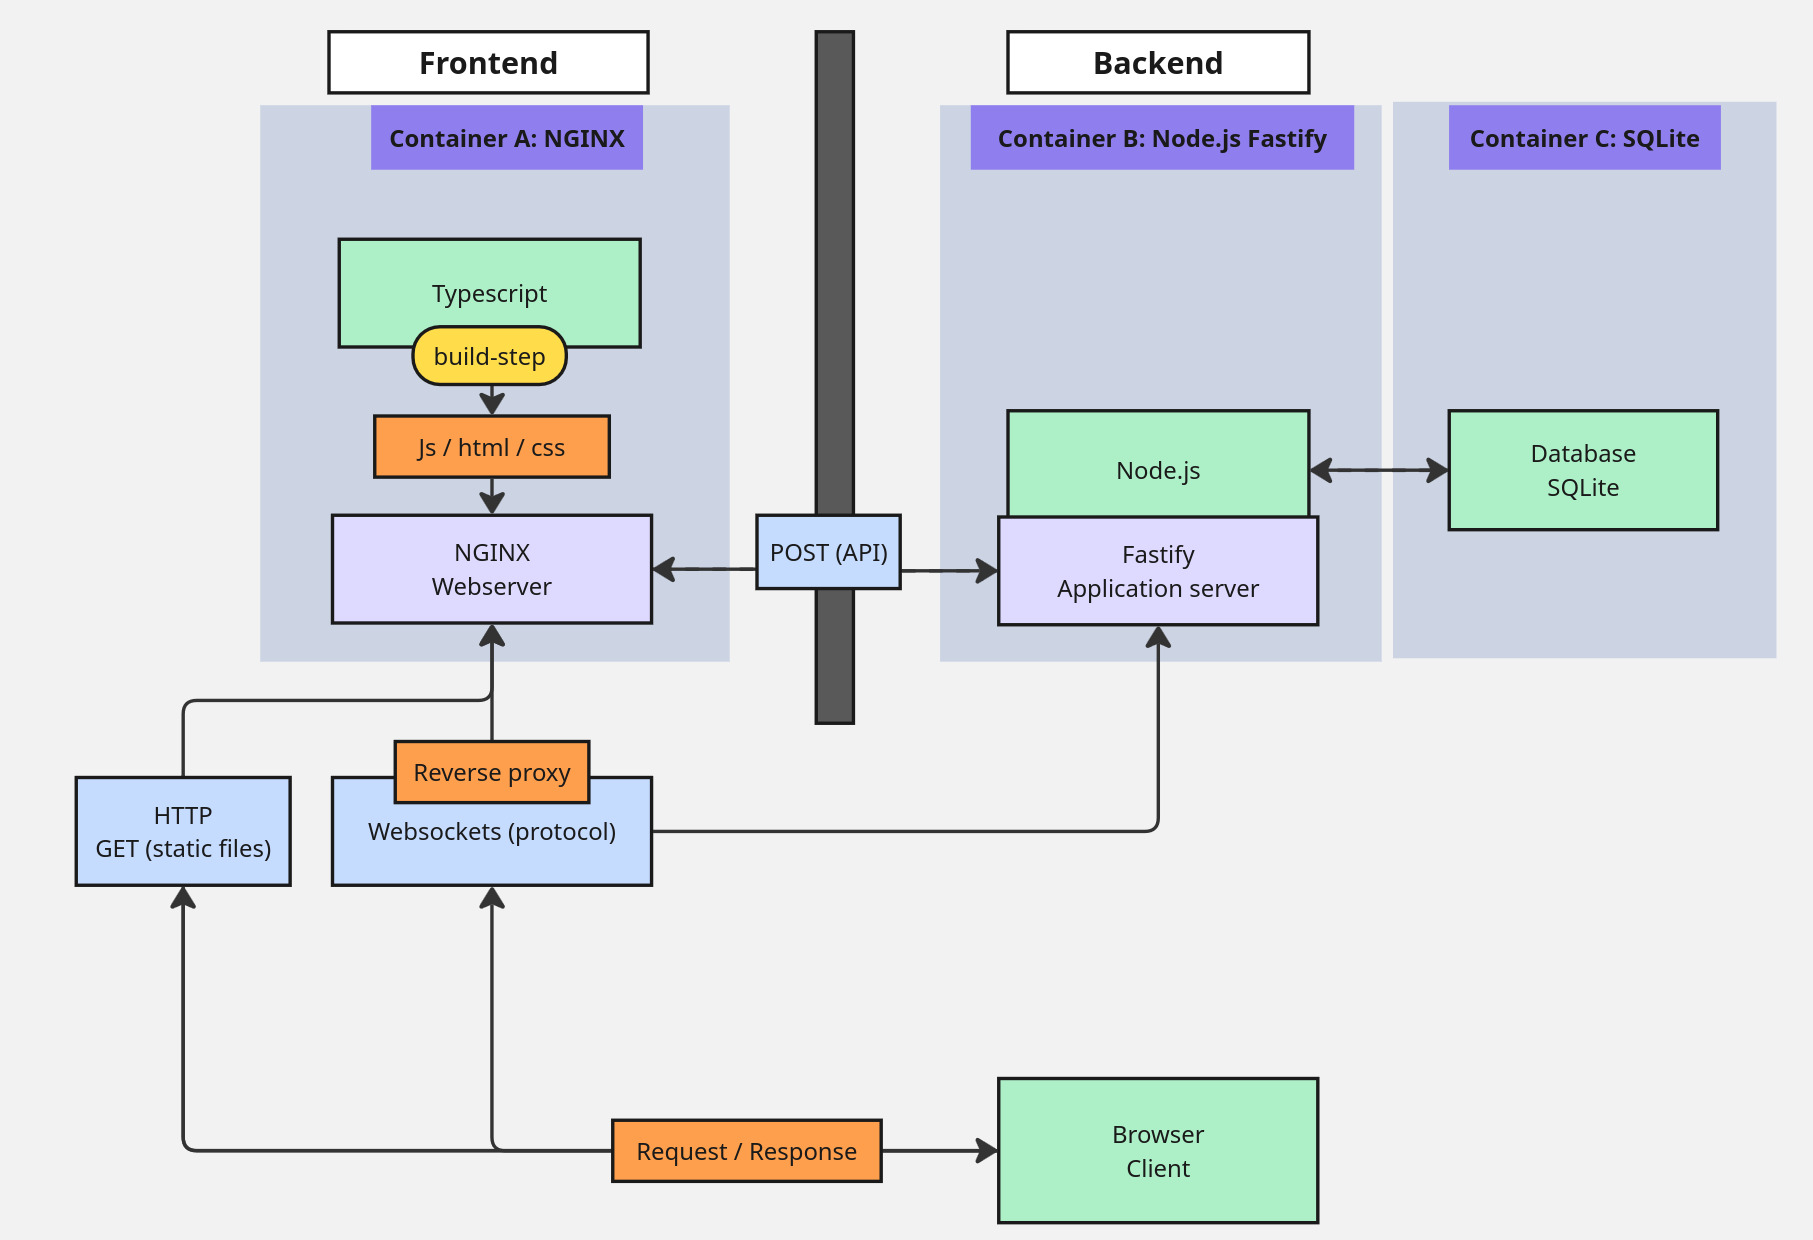 Frontend
Backend
Container A: NGINX
Container B: Node.js Fastify
Container C: SQLite
Typescript
build-step
Js / html / css
NGINX
Webserver
POST (API)
Node.js
Fastify
Application server
Database
SQLite
Reverse proxy
HTTP
GET (static files)
Websockets (protocol)
Request / Response
Browser
Client